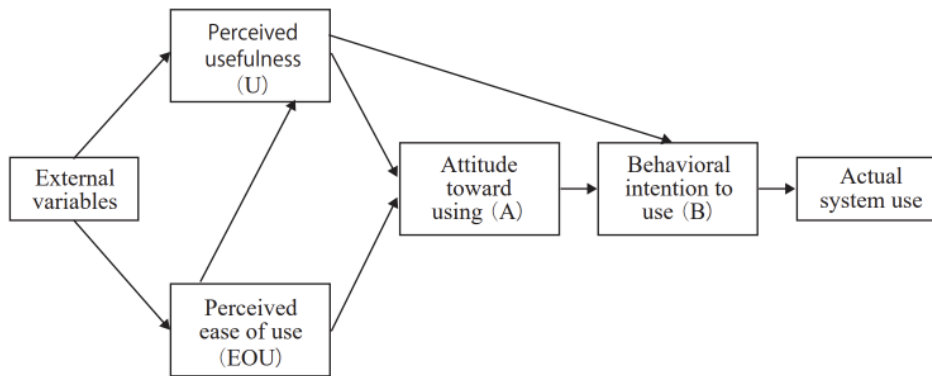 Perceived
usefulness
(U)
External
variables
Attitude
toward
using (A)
Behavioral
intention to
use (B)
Actual
system use
Perceived
ease of use
(EOU)